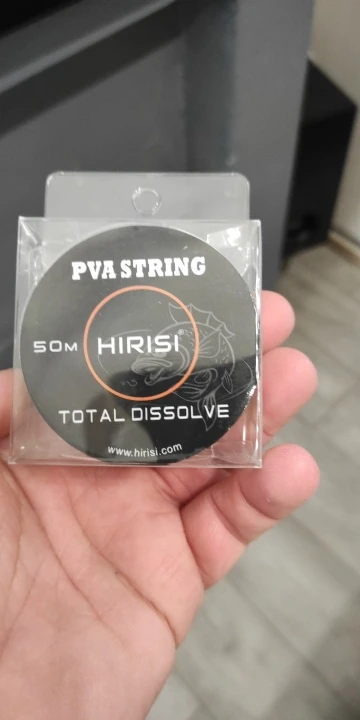 PVA STRING
50M HIRISI®
TOTAL DISSOLVE
www.hirisi.com